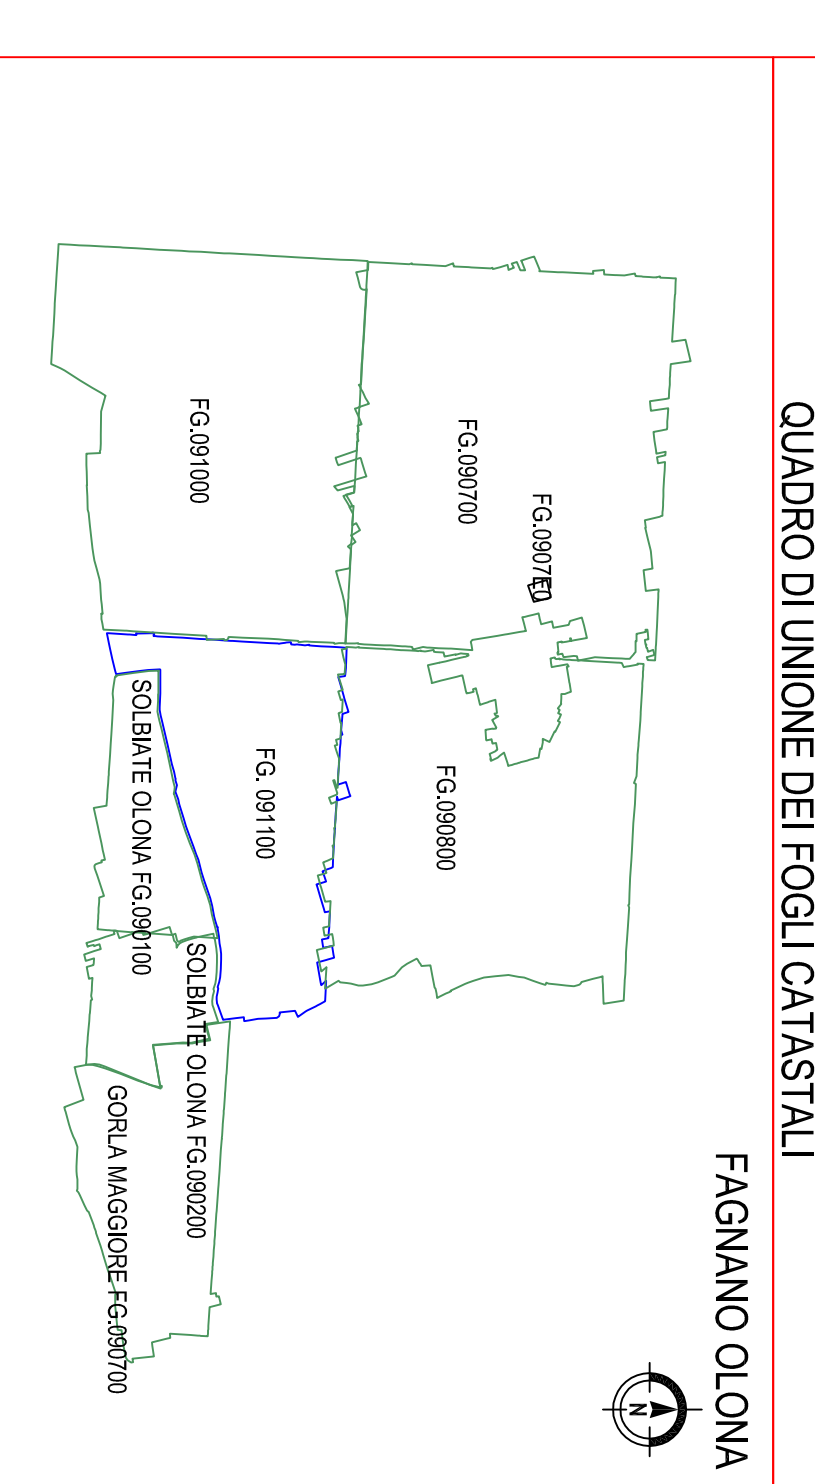 QUADRO DI UNIONE DEI FOGLI CATASTALI
FAGNANO OLONA
N
FG.090700
FG.0907E0
FG.091000
FG.090800
FG. 091100
SOLBIATE OLONA FG.090100
SOLBIATE OLONA FG.090200
GORLA MAGGIORE FG.090700